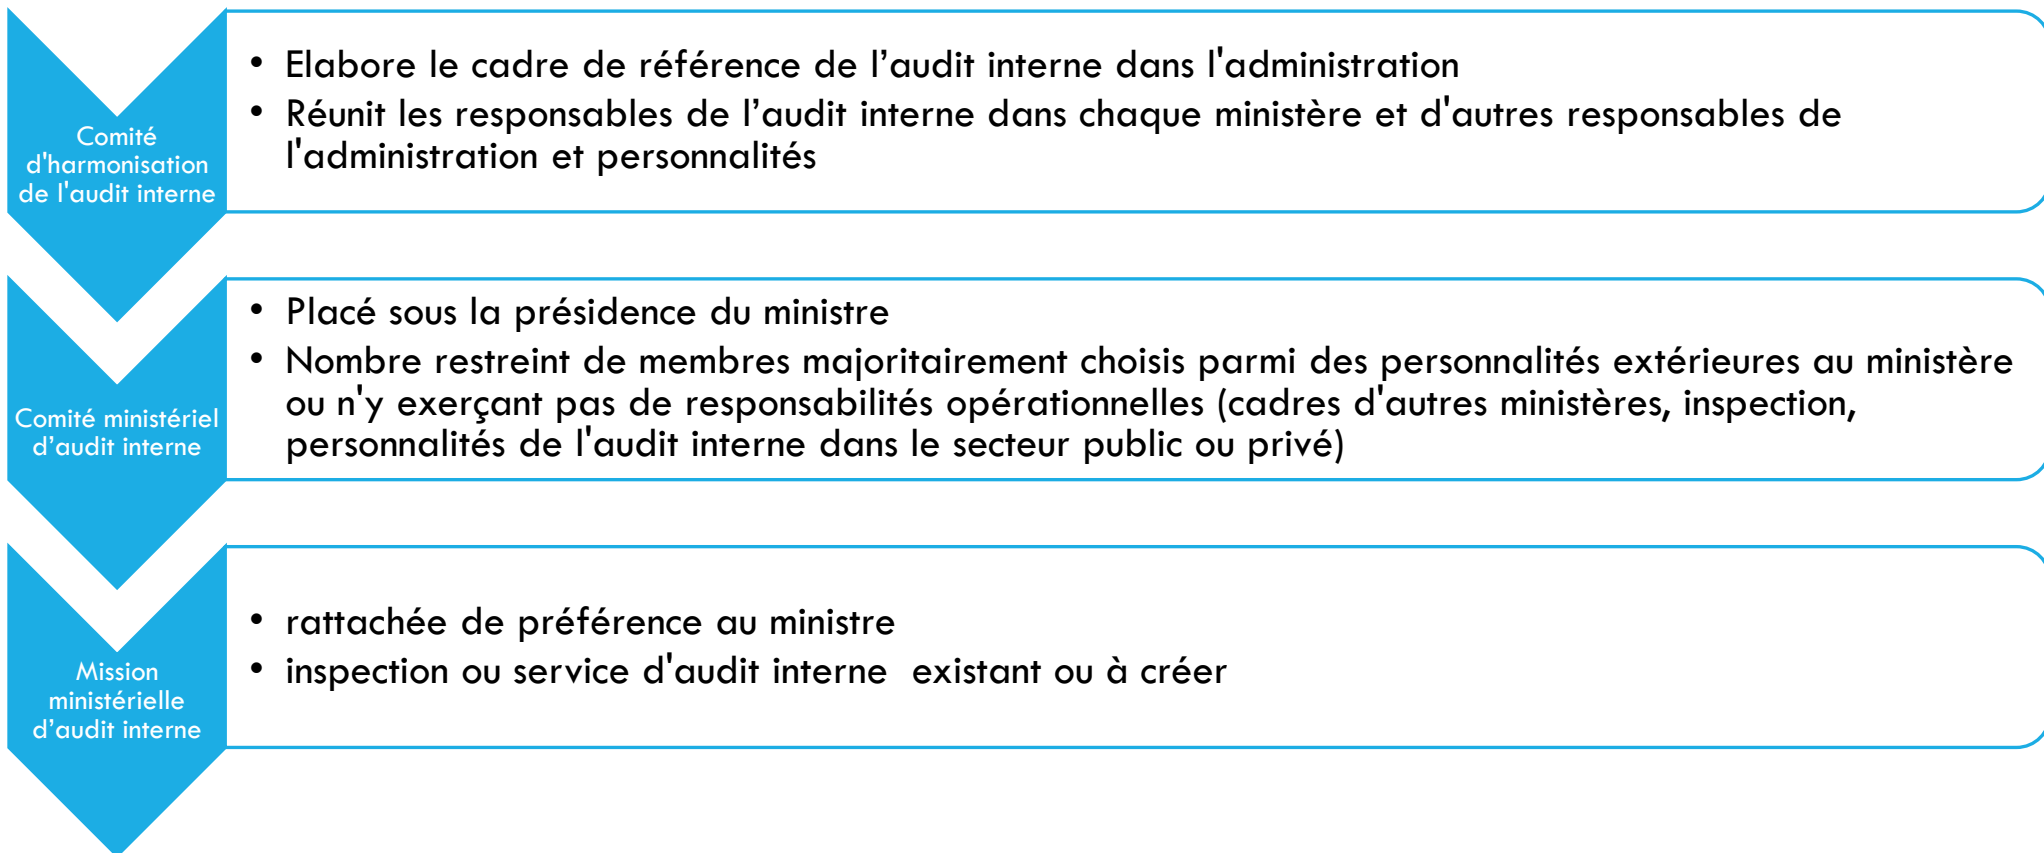 Comité
d'harmonisation
de l'audit interne
• Elabore le cadre de référence de l’audit interne dans l'administration
• Réunit les responsables de l’audit interne dans chaque ministère et d'autres responsables de
l'administration et personnalités
Comité ministériel
d’audit interne
• Placé sous la présidence du ministre
• Nombre restreint de membres majoritairement choisis parmi des personnalités extérieures au ministère
ou n'y exerçant pas de responsabilités opérationnelles (cadres d'autres ministères, inspection,
personnalités de l'audit interne dans le secteur public ou privé)
Mission
ministérielle
d’audit interne
• rattachée de préférence au ministre
• inspection ou service d'audit interne  existant ou à créer